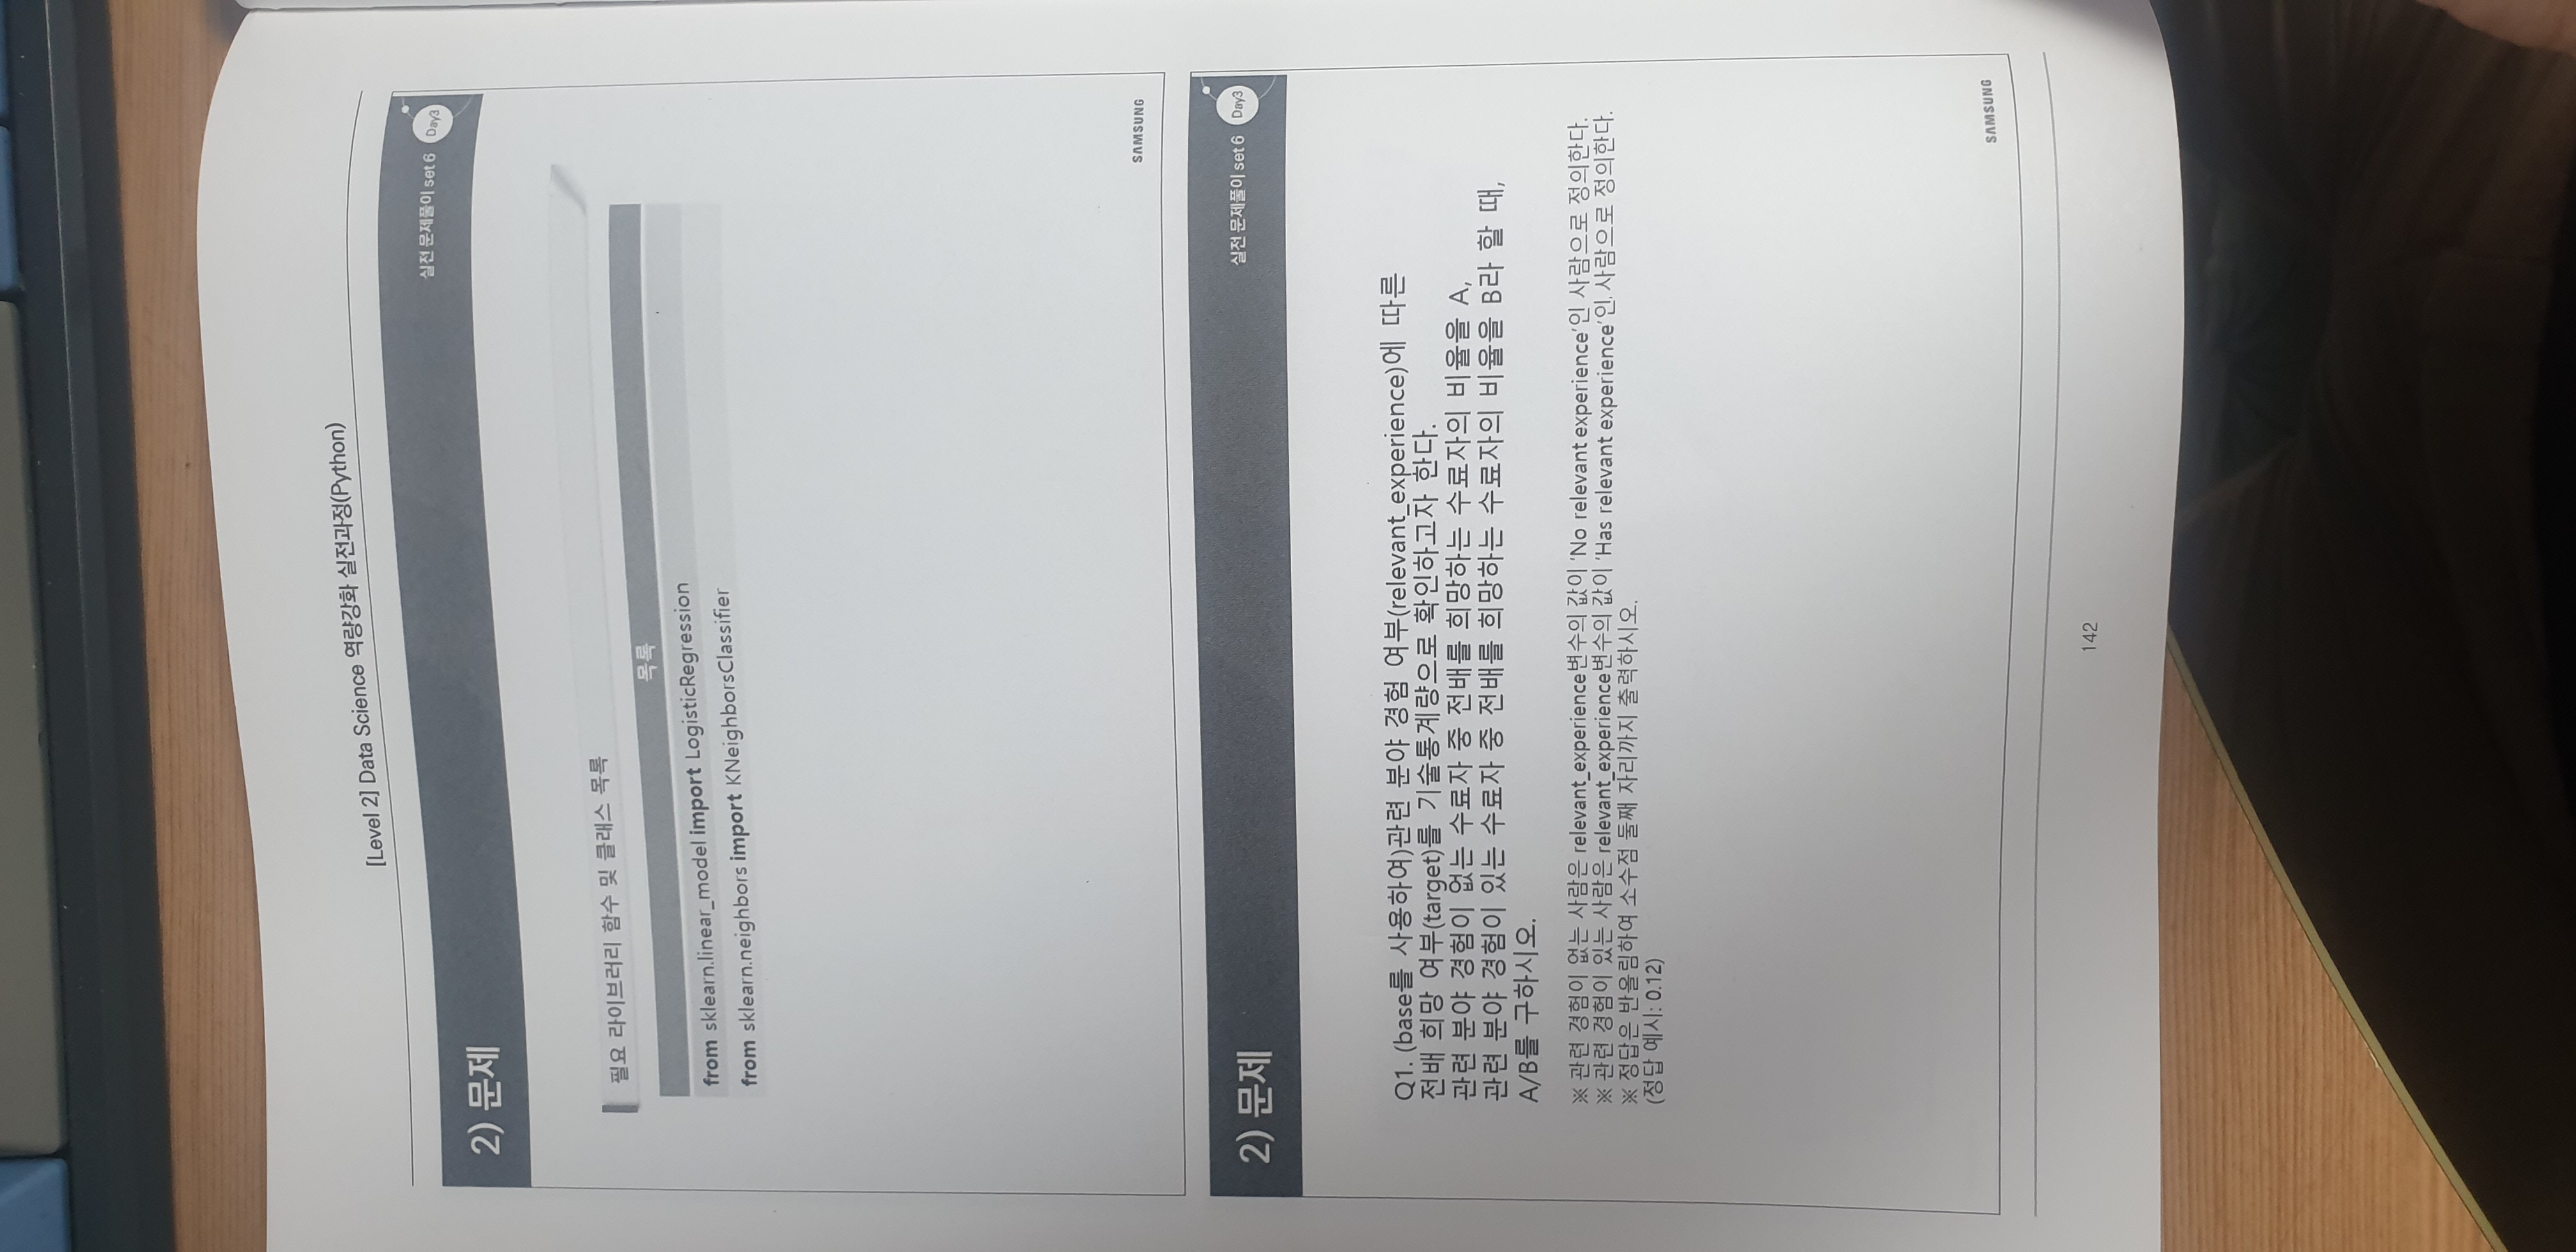 [Level 2] Data Science 역량강화 실전과정(Python)
실전 문제풀이 set 6 Day3
2) 문제
필요 라이브러리 함수 및 클래스 목록
목록
from sklearn.linear_model import LogisticRegression
from sklearn.neighbors import KNeighborsClassifier
SAMSUNG
실전 문제풀이 set 6 Day3
2) 문제
Q1. (base를 사용하여)관련 분야 경험 여부(relevant_experience)에 따른
전배 희망 여부(target)를 기술통계량으로 확인하고자 한다.
관련 분야 경험이 없는 수료자 중 전배를 희망하는 수료자의 비율을 A,
관련 분야 경험이 있는 수료자 중 전배를 희망하는 수료자의 비율을 B라 할 때,
A/B를 구하시오.
※ 관련 경험이 없는 사람은 relevant_experience변수의 값이 'No relevant experience'인 사람으로 정의한다.
※ 관련 경험이 있는 사람은 relevant_experience변수의 값이 'Has relevant experience'인 사람으로 정의한다.
※ 정답은 반올림하여 소수점 둘째 자리까지 출력하시오.
(정답 예시: 0.12)
SAMSUNG
142